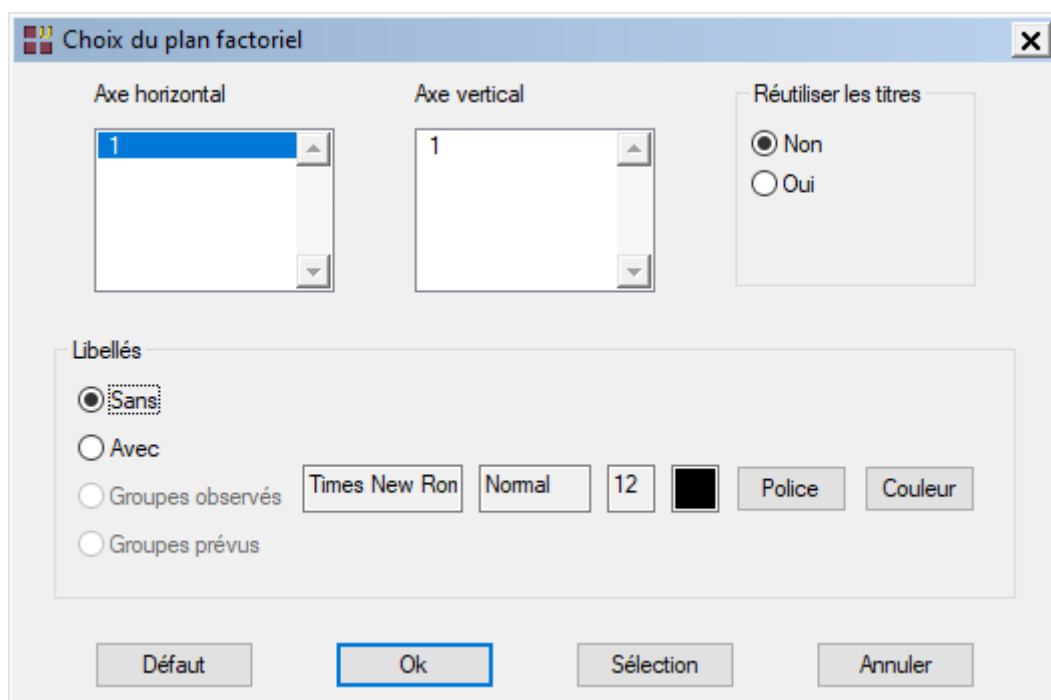 Choix du plan factoriel
Axe horizontal
Axe vertical
Réutiliser les titres
1
1
Non
Oui
Libellés
Sans
Avec
Groupes observés
Times New Ron
Normal
12
Police
Couleur
Groupes prévus
Défaut
Ok
Sélection
Annuler